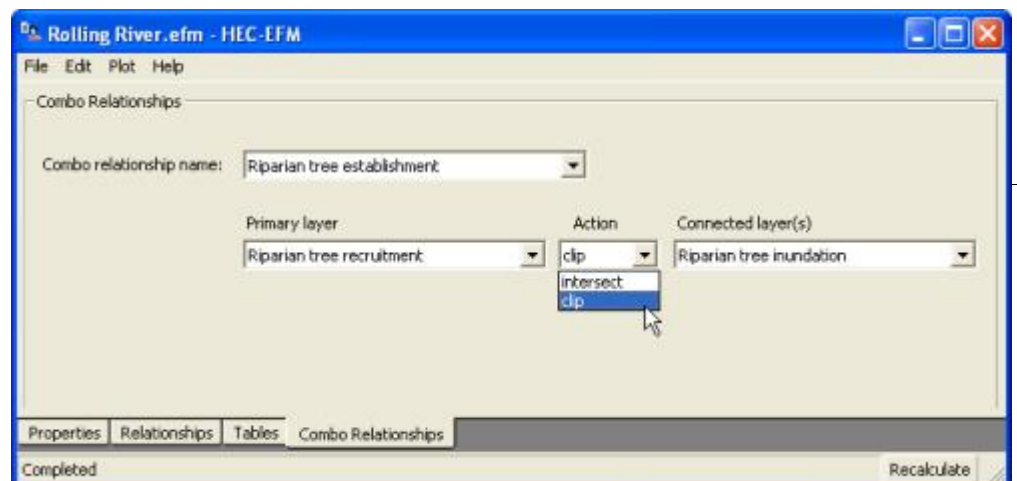 Rolling River.efm - HEC-EFM
File Edit Plot Help
Combo Relationships
Combo relationship name: Riparian tree establishment
Primary layer Action Connected layer(s)
Riparian tree recruitment clip Riparian tree inundation
intersect
clip
Properties Relationships Tables Combo Relationships
Completed Recalculate